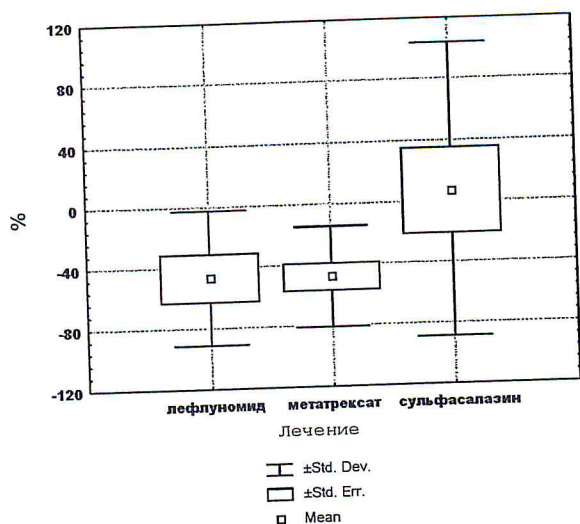 120
80
40
0
-40
-80
-120
%
лефлуномид метатрексат сульфасалазин
Лечение
±Std. Dev.
±Std. Err.
Mean